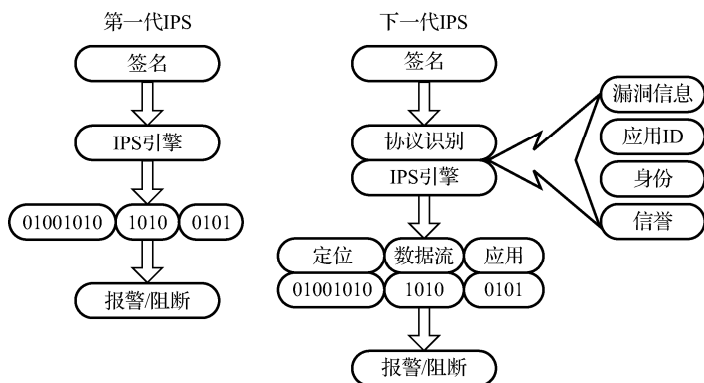 第一代IPS
签名
IPS引擎
01001010 1010 0101
报警/阻断
下一代IPS
签名
协议识别
IPS引擎
定位 数据流 应用
01001010 1010 0101
报警/阻断
漏洞信息
应用ID
身份
信誉